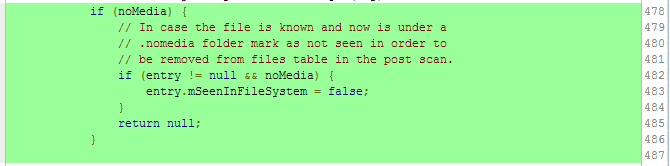 if (noMedia) { 478
// In case the file is known and now is under a 479
// .nomedia folder mark as not seen in order to 480
// be removed from files table in the post scan. 481
if (entry != null && noMedia) { 482
entry.mSeenInFileSystem = false; 483
} 484
return null; 485
} 486
487